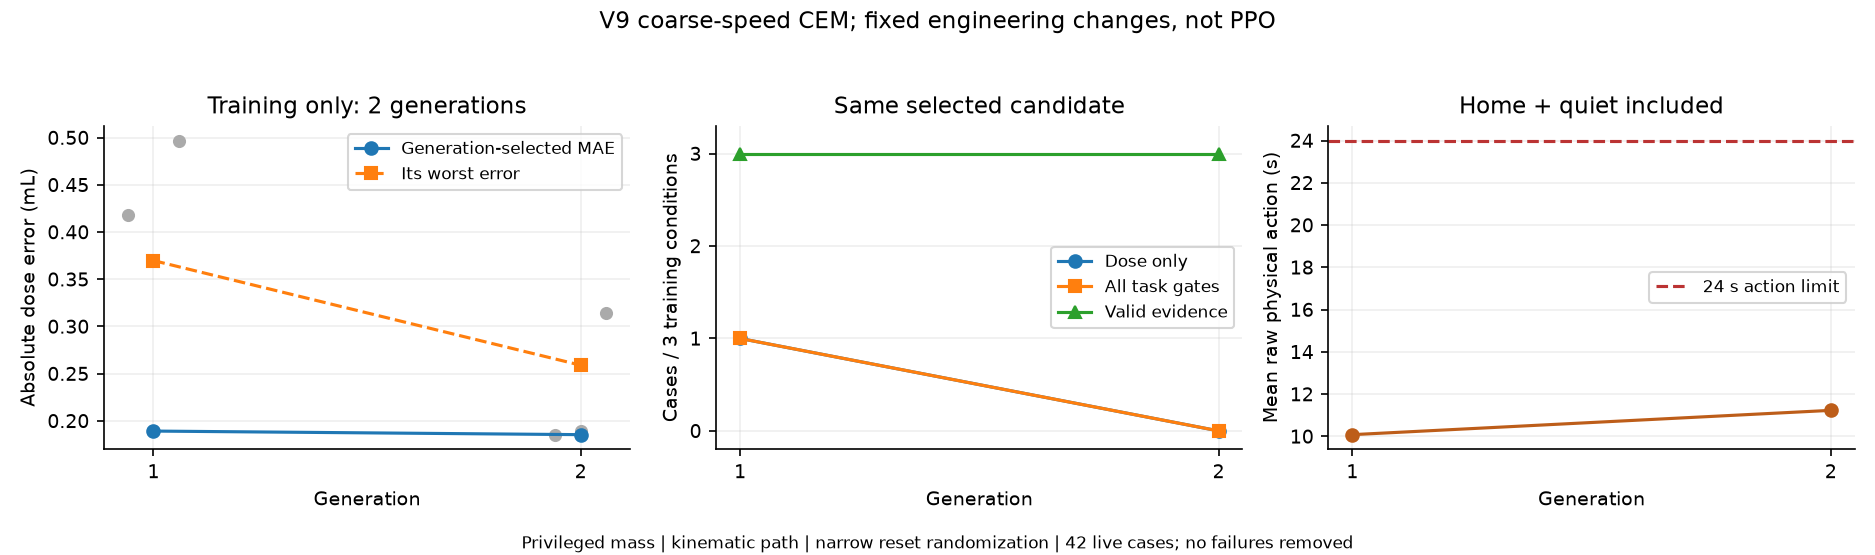 V9 coarse-speed CEM; fixed engineering changes, not PPO
Training only: 2 generations
Absolute dose error (mL)
0.50
0.45
0.40
0.35
0.30
0.25
0.20
Generation-selected MAE
Its worst error
1
2
Generation
Same selected candidate
Cases / 3 training conditions
3
2
1
0
Dose only
All task gates
Valid evidence
1
2
Generation
Home + quiet included
Mean raw physical action (s)
24
22
20
18
16
14
12
10
24 s action limit
1
2
Generation
Privileged mass | kinematic path | narrow reset randomization | 42 live cases; no failures removed